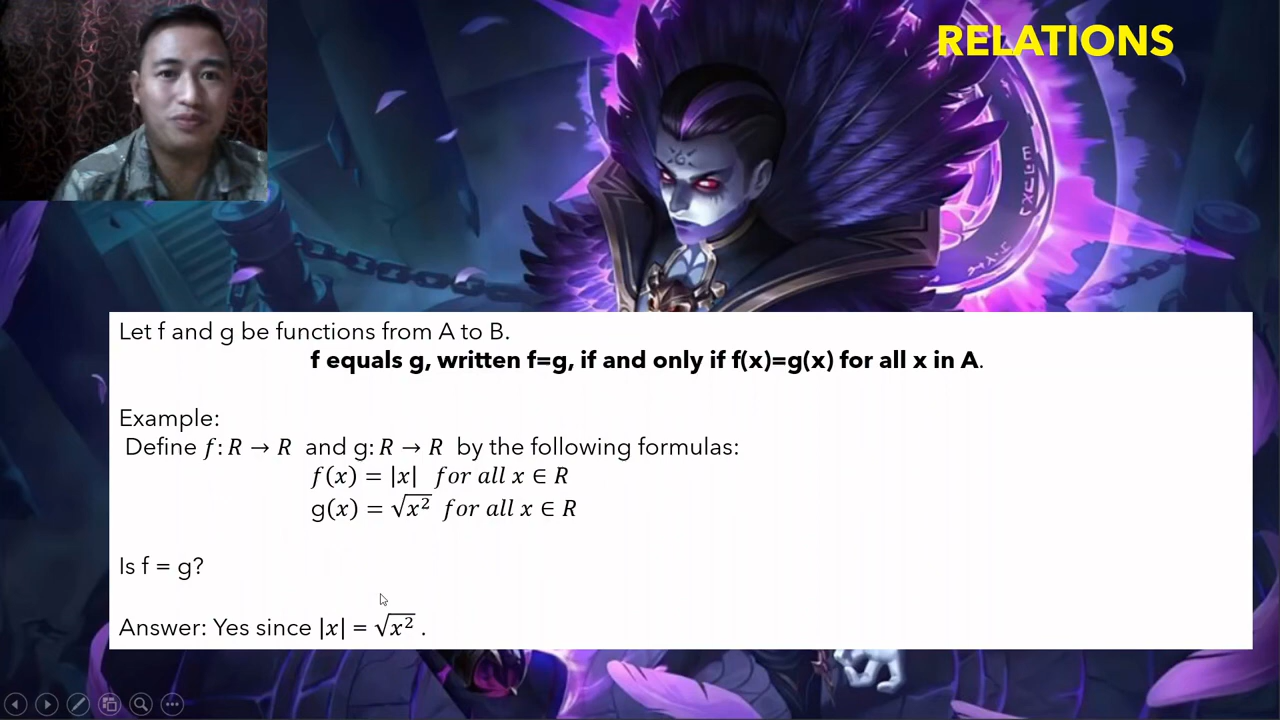 RELATIONS
Let f and g be functions from A to B.
f equals g, written f=g, if and only if f(x)=g(x) for all x in A.
Example:
Define 𝑓: 𝑅 → 𝑅 and g: 𝑅 → 𝑅 by the following formulas:
𝑓(𝑥) = |𝑥| 𝑓𝑜𝑟 𝑎𝑙𝑙 𝑥 ∈ 𝑅
g(𝑥) = √𝑥² 𝑓𝑜𝑟 𝑎𝑙𝑙 𝑥 ∈ 𝑅
Is f = g?
Answer: Yes since |𝑥| = √𝑥² .